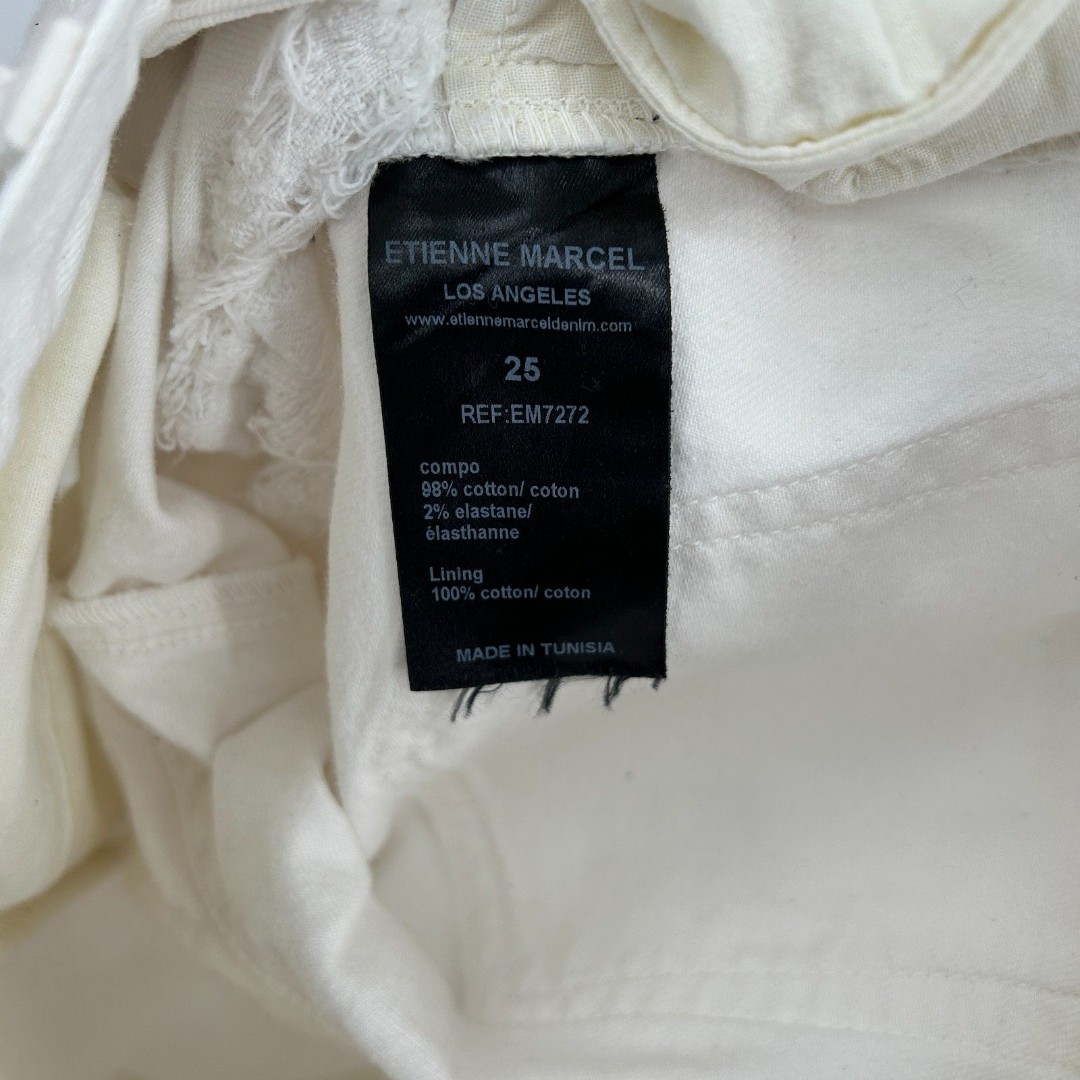 ETIENNE MARCEL
LOS ANGELES
www.etiennemarceldenim.com
25
REF:EM7272
compo
98% cotton/ coton
2% elastane/
élasthanne
Lining
100% cotton/ coton
MADE IN TUNISIA